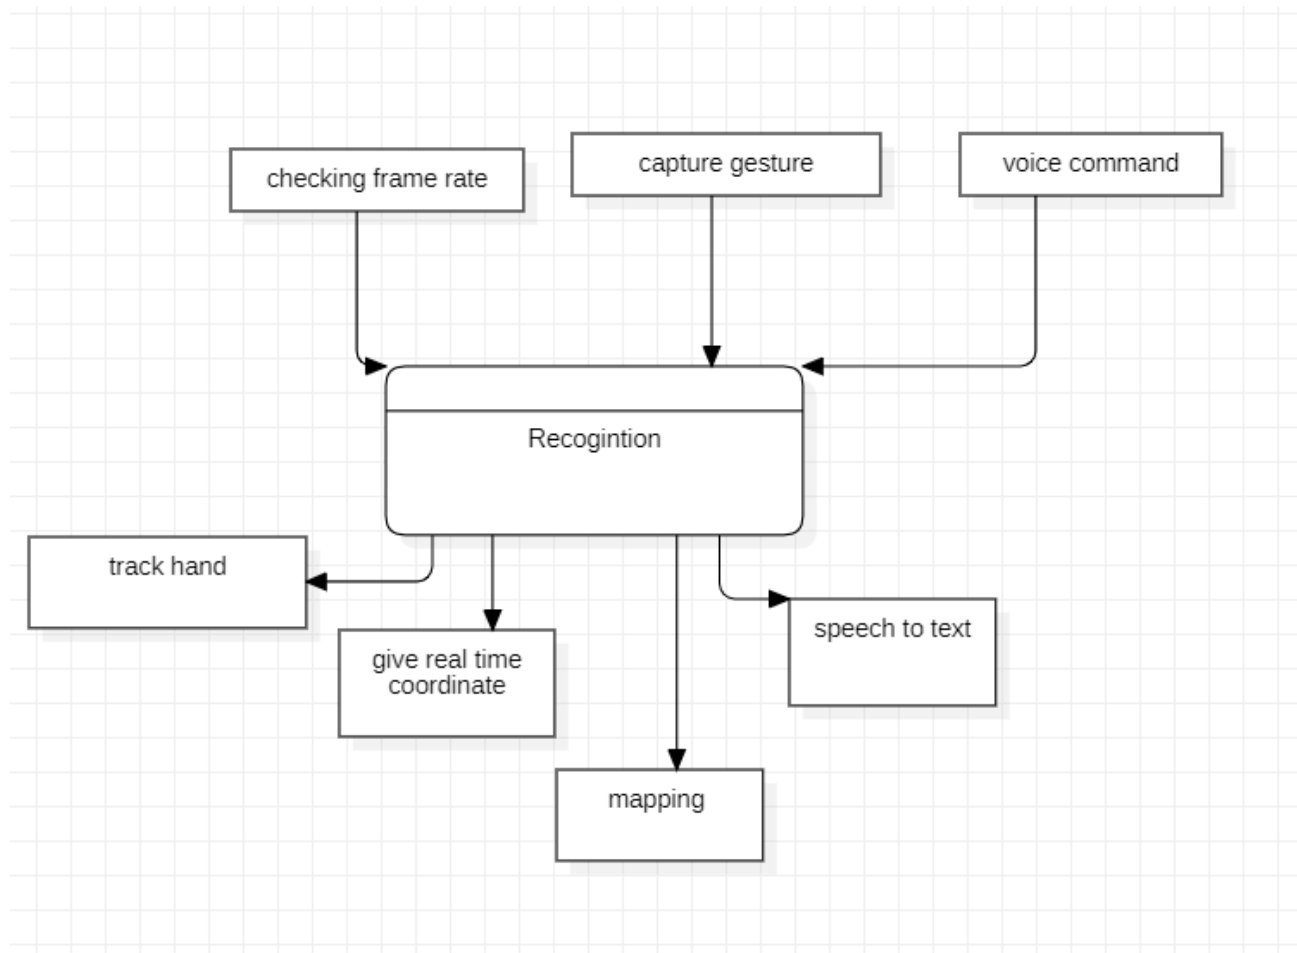 checking frame rate
capture gesture
voice command
Recogintion
track hand
give real time
coordinate
speech to text
mapping